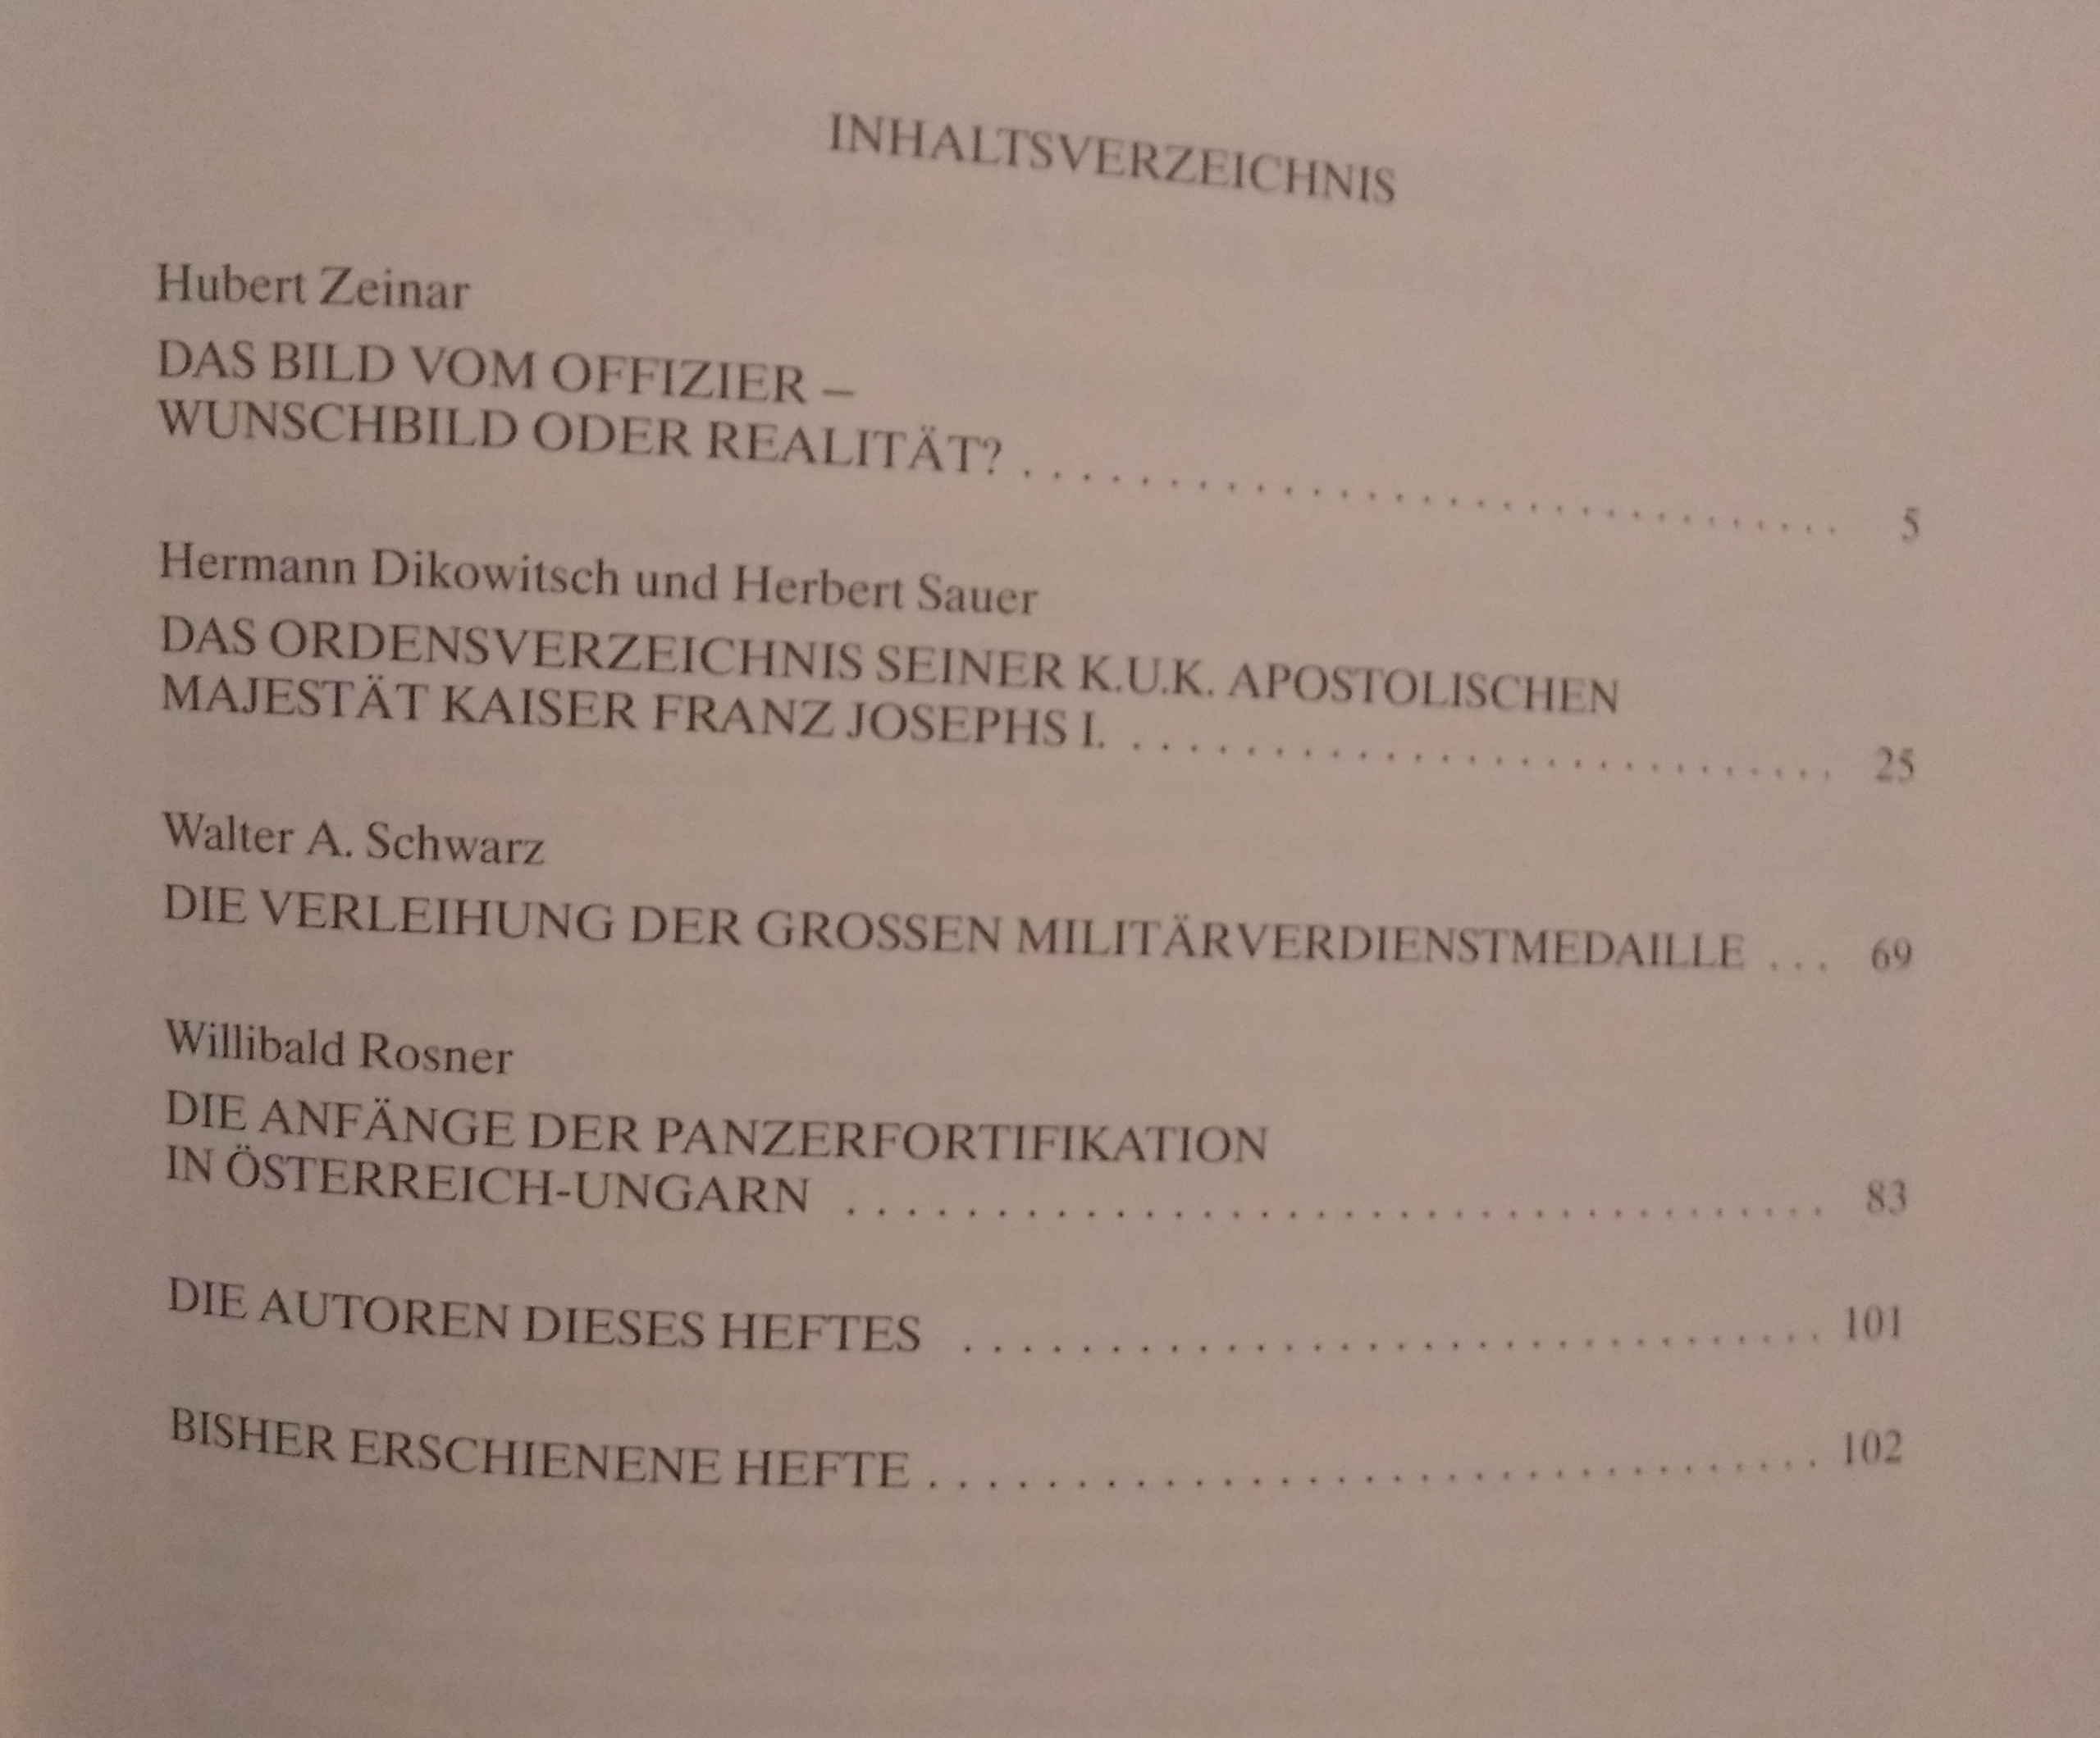 INHALTSVERZEICHNIS
Hubert Zeinar
DAS BILD VOM OFFIZIER –
WUNSCHBILD ODER REALITÄT? . . . . . . . . . . . . . . . . . . . . . . . . . . . . . . 5
Hermann Dikowitsch und Herbert Sauer
DAS ORDENSVERZEICHNIS SEINER K.U.K. APOSTOLISCHEN
MAJESTÄT KAISER FRANZ JOSEPHS I. . . . . . . . . . . . . . . . . . . . . . . . . . 25
Walter A. Schwarz
DIE VERLEIHUNG DER GROSSEN MILITÄRVERDIENSTMEDAILLE . . . 69
Willibald Rosner
DIE ANFÄNGE DER PANZERFORTIFIKATION
IN ÖSTERREICH-UNGARN . . . . . . . . . . . . . . . . . . . . . . . . . . . . . . . . . . . 83
DIE AUTOREN DIESES HEFTES . . . . . . . . . . . . . . . . . . . . . . . . . . . . . . . 101
BISHER ERSCHIENENE HEFTE . . . . . . . . . . . . . . . . . . . . . . . . . . . . . . . . 102